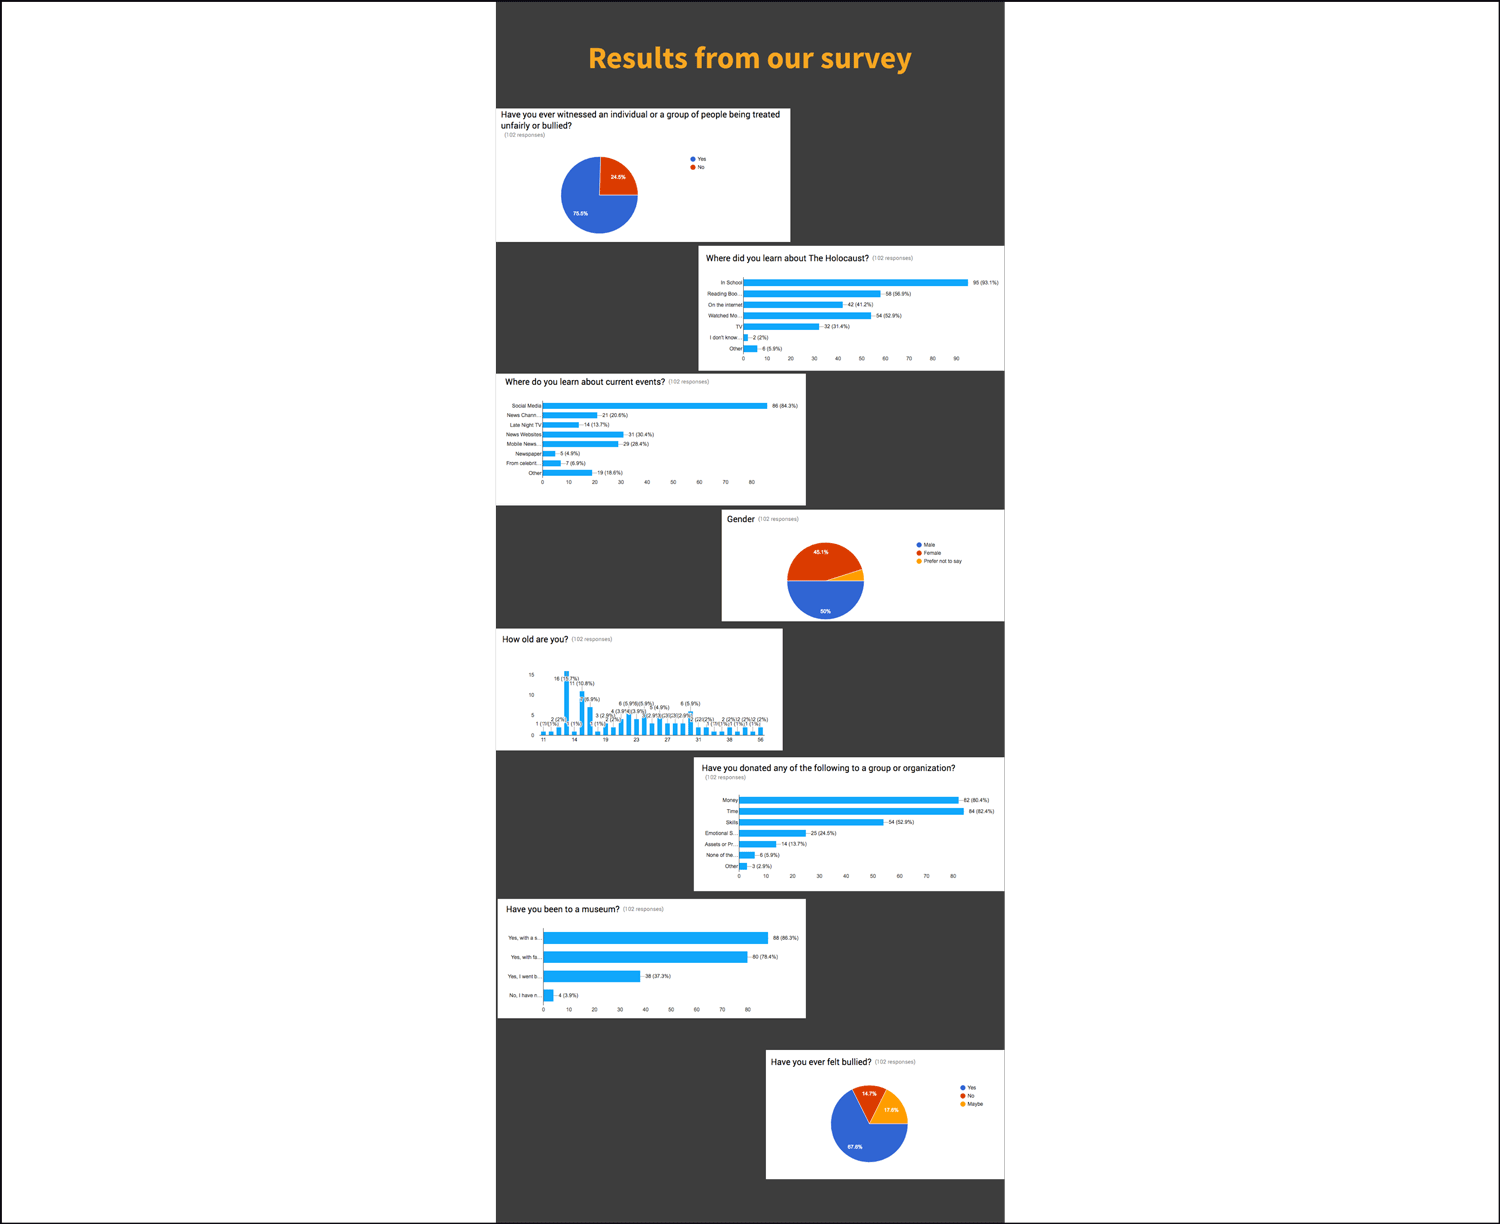 Results from our survey
Have you ever witnessed an individual or a group of people being treated
unfairly or bullied?
(102 responses)
Yes
No
24.5%
75.5%
Where did you learn about The Holocaust? (102 responses)
In School 95 (93.1%)
Reading Boo... 58 (56.9%)
On the internet 42 (41.2%)
Watched Mo... 54 (52.9%)
TV 32 (31.4%)
I don't know... 2 (2%)
Other 6 (5.9%)
0 10 20 30 40 50 60 70 80 90
Where do you learn about current events? (102 responses)
Social Media 86 (84.3%)
News Chann... 21 (20.6%)
Late Night TV 14 (13.7%)
News Websites 31 (30.4%)
Mobile News... 29 (28.4%)
Newspaper 5 (4.9%)
From celebrit... 7 (6.9%)
Other 19 (18.6%)
0 10 20 30 40 50 60 70 80
Gender (102 responses)
Male
Female
Prefer not to say
45.1%
50%
How old are you? (102 responses)
15
10
5
0
16 (15.7%)
11 (10.8%)
6 (5.9%)
11 14 19 23 27 31 38 56
Have you donated any of the following to a group or organization?
(102 responses)
Money 82 (80.4%)
Time 84 (82.4%)
Skills 54 (52.9%)
Emotional S... 25 (24.5%)
Assets or Pr... 14 (13.7%)
None of the... 6 (5.9%)
Other 3 (2.9%)
0 10 20 30 40 50 60 70 80
Have you been to a museum? (102 responses)
Yes, with a s... 88 (86.3%)
Yes, with fa... 80 (78.4%)
Yes, I went b... 38 (37.3%)
No, I have n... 4 (3.9%)
0 10 20 30 40 50 60 70 80
Have you ever felt bullied? (102 responses)
Yes
No
Maybe
14.7%
17.6%
67.6%